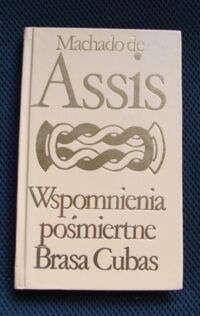 Machado de
Assis
Wspomnienia
pośmiertne
Brasa Cubas